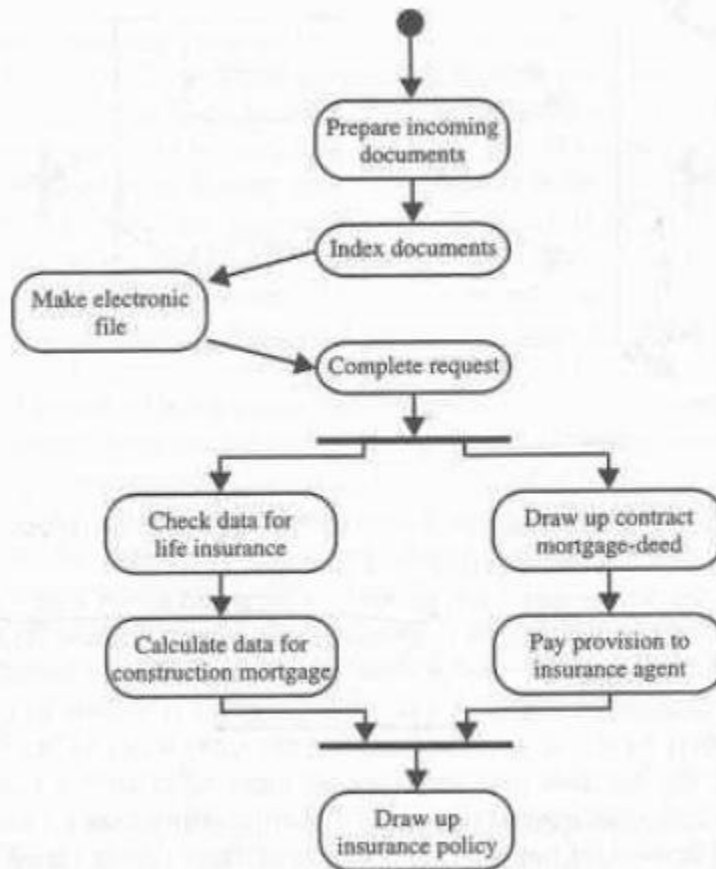 Prepare incoming
documents
Index documents
Make electronic
file
Complete request
Check data for
life insurance
Draw up contract
mortgage-deed
Calculate data for
construction mortgage
Pay provision to
insurance agent
Draw up
insurance policy